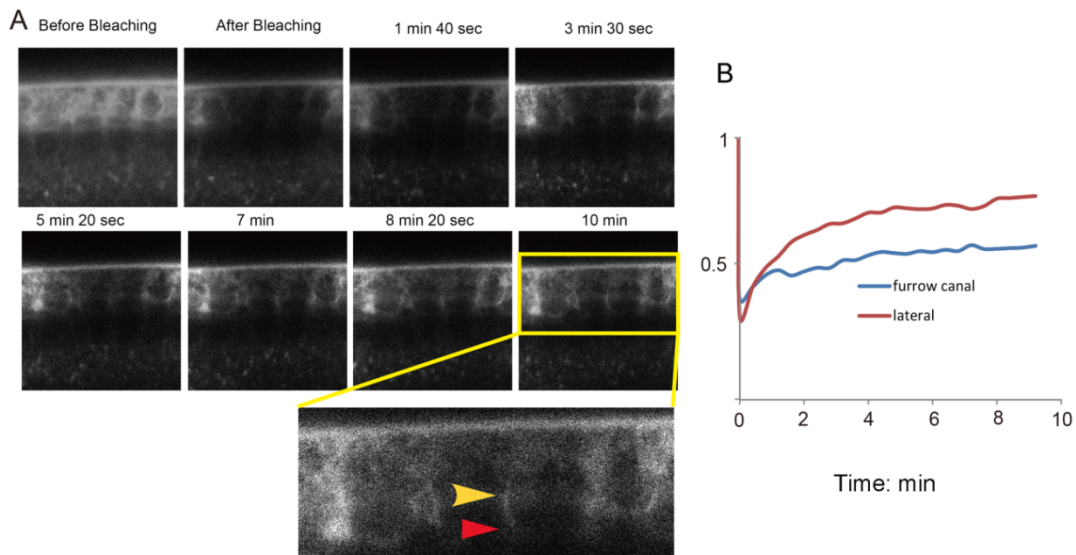 A
Before Bleaching
After Bleaching
1 min 40 sec
3 min 30 sec
5 min 20 sec
7 min
8 min 20 sec
10 min
B
1
0.5
furrow canal
lateral
0
2
4
6
8
10
Time: min